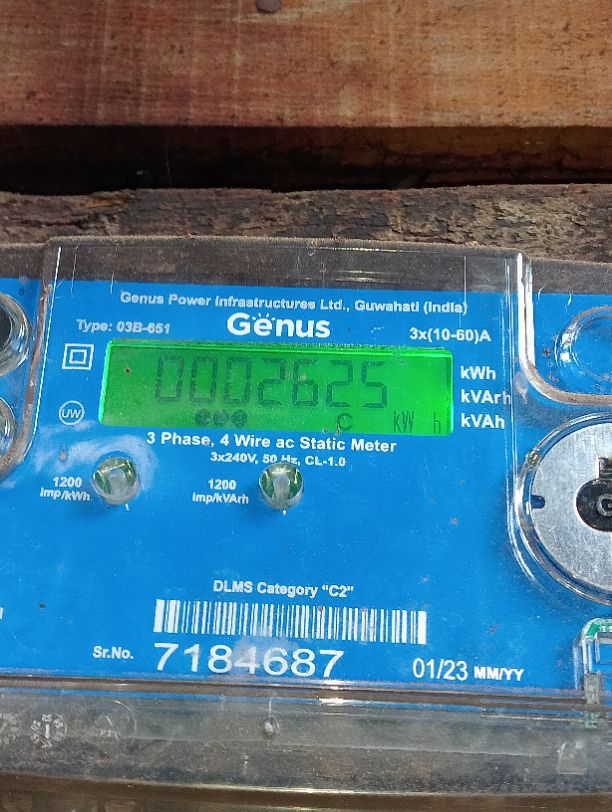 Genus Power Infrastructures Ltd., Guwahati (India)
Type: 03B-651 Genus 3x(10-60)A
0002625
C kW h
kWh
kVArh
kVAh
UW
3 Phase, 4 Wire ac Static Meter
3x240V, 50 Hz, CL-1.0
1200
imp/kWh
1200
imp/kVArh
DLMS Category "C2"
Sr.No. 7184687 01/23 MM/YY